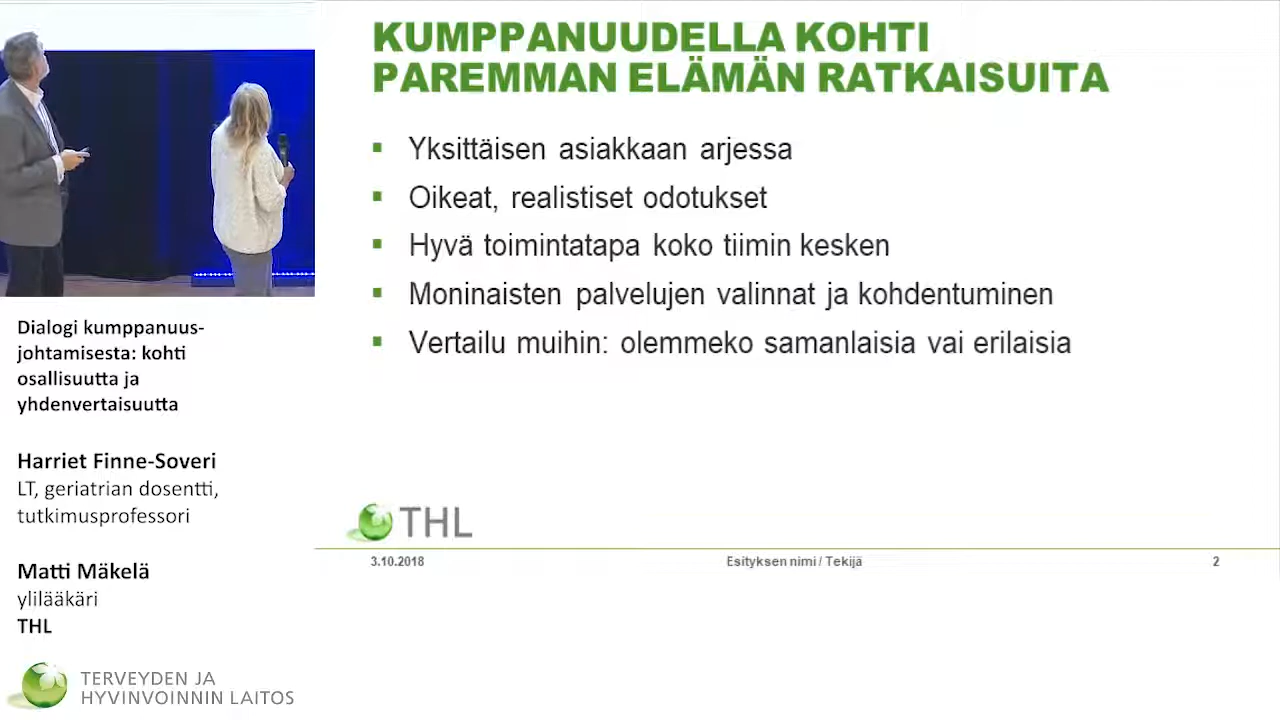 KUMPPANUUDELLA KOHTI
PAREMMAN ELÄMÄN RATKAISUITA
Yksittäisen asiakkaan arjessa
Oikeat, realistiset odotukset
Hyvä toimintatapa koko tiimin kesken
Moninaisten palvelujen valinnat ja kohdentuminen
Vertailu muihin: olemmeko samanlaisia vai erilaisia
THL
3.10.2018
Esityksen nimi / Tekijä
2
Dialogi kumppanuus-
johtamisesta: kohti
osallisuutta ja
yhdenvertaisuutta
Harriet Finne-Soveri
LT, geriatrian dosentti,
tutkimusprofessori
Matti Mäkelä
ylilääkäri
THL
TERVEYDEN JA
HYVINVOINNIN LAITOS